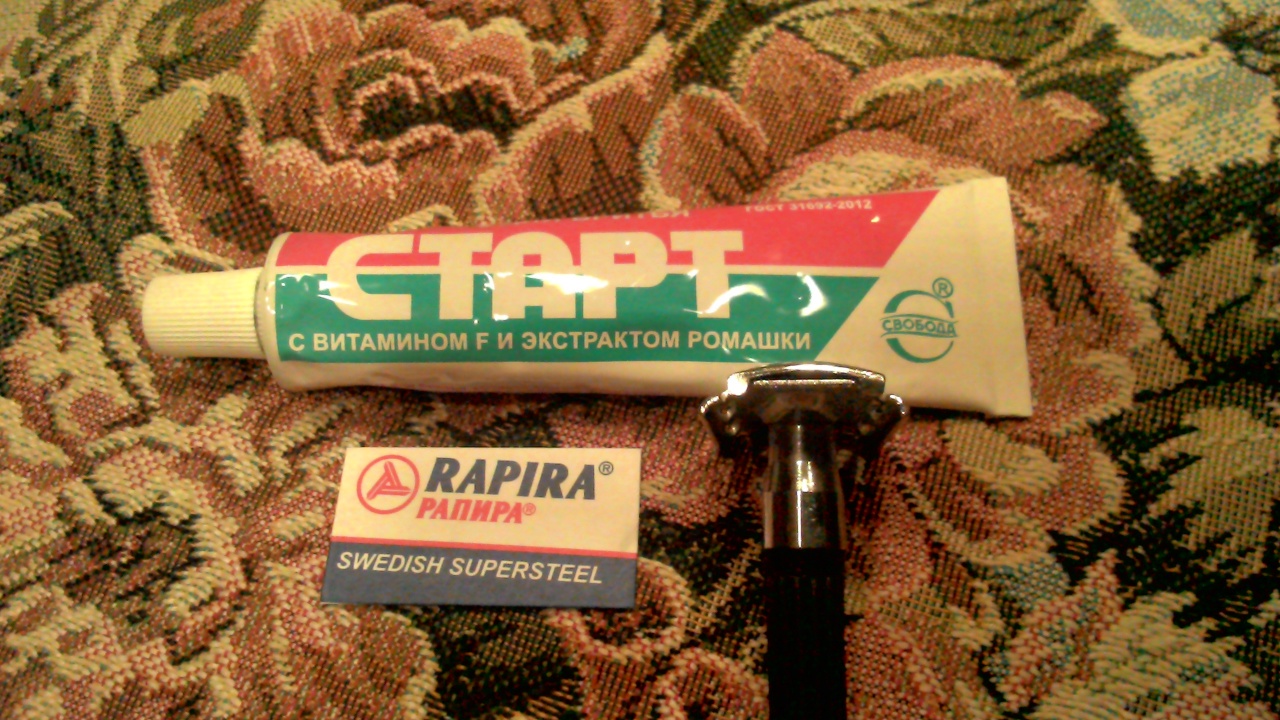 ГОСТ 31692-2012
СТАРТ
С ВИТАМИНОМ F И ЭКСТРАКТОМ РОМАШКИ
СВОБОДА ®
RAPIRA®
РАПИРА®
SWEDISH SUPERSTEEL